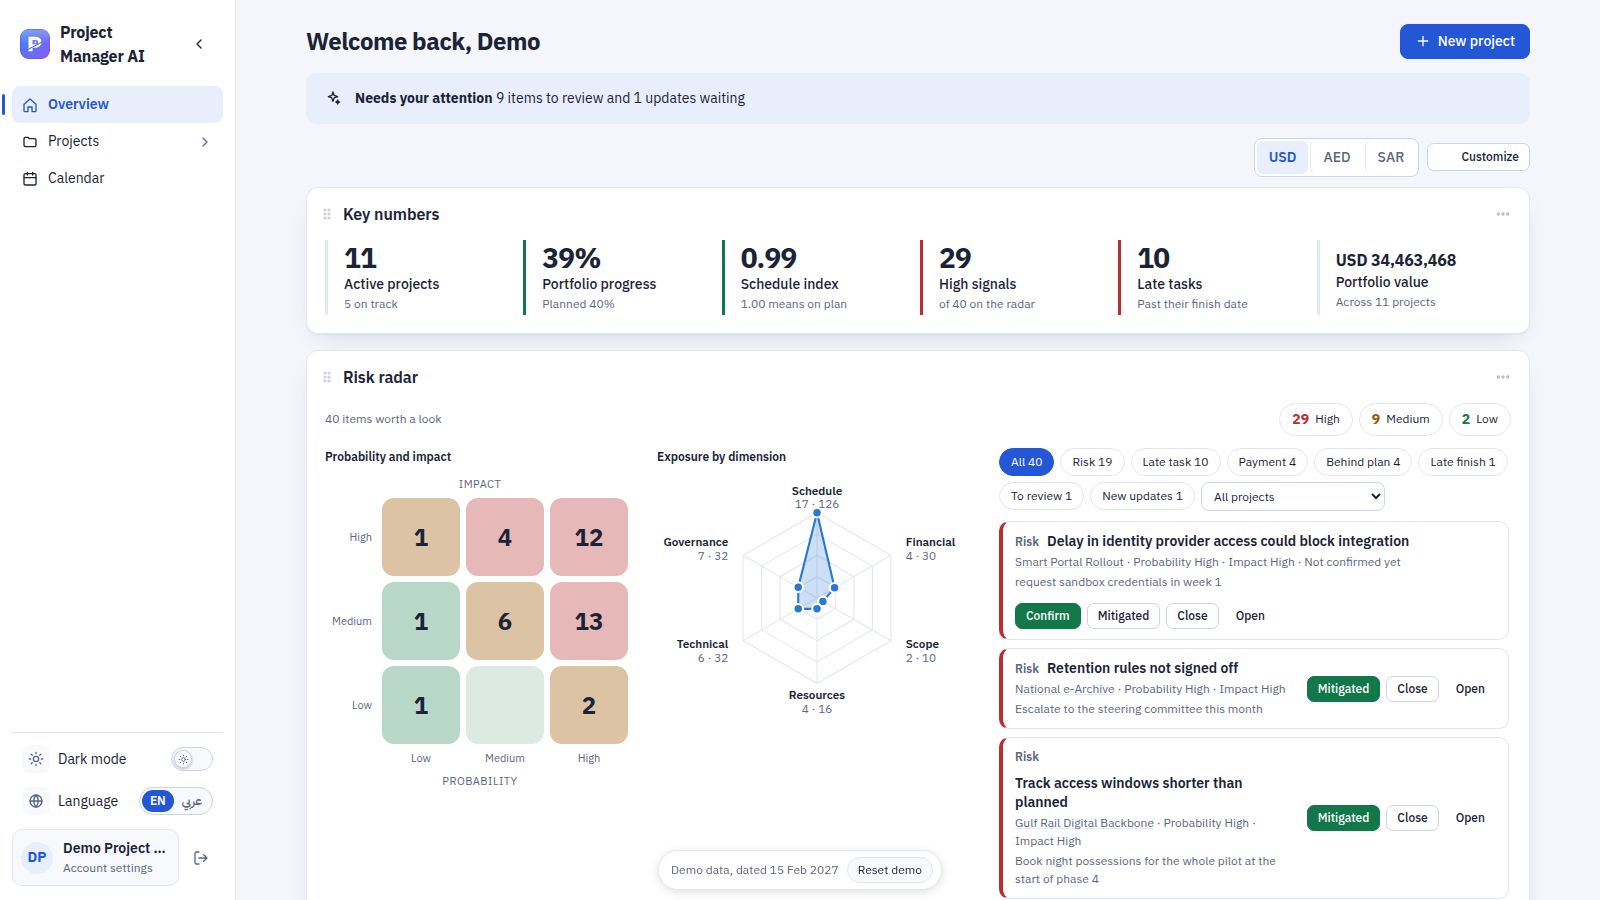 Project
Manager AI
Overview
Projects
Calendar
Dark mode
Language
EN
عربي
DP
Demo Project ...
Account settings
Welcome back, Demo
New project
Needs your attention 9 items to review and 1 updates waiting
USD
AED
SAR
Customize
Key numbers
11
Active projects
5 on track
39%
Portfolio progress
Planned 40%
0.99
Schedule index
1.00 means on plan
29
High signals
of 40 on the radar
10
Late tasks
Past their finish date
USD 34,463,468
Portfolio value
Across 11 projects
Risk radar
40 items worth a look
29 High
9 Medium
2 Low
Probability and impact
IMPACT
High
1
4
12
Medium
1
6
13
Low
1
2
Low
Medium
High
PROBABILITY
Exposure by dimension
Schedule
17 · 126
Governance
7 · 32
Financial
4 · 30
Technical
6 · 32
Scope
2 · 10
Resources
4 · 16
All 40
Risk 19
Late task 10
Payment 4
Behind plan 4
Late finish 1
To review 1
New updates 1
All projects
Risk Delay in identity provider access could block integration
Smart Portal Rollout · Probability High · Impact High · Not confirmed yet
request sandbox credentials in week 1
Confirm
Mitigated
Close
Open
Risk Retention rules not signed off
National e-Archive · Probability High · Impact High
Escalate to the steering committee this month
Mitigated
Close
Open
Risk
Track access windows shorter than
planned
Gulf Rail Digital Backbone · Probability High ·
Impact High
Book night possessions for the whole pilot at the
start of phase 4
Mitigated
Close
Open
Demo data, dated 15 Feb 2027
Reset demo